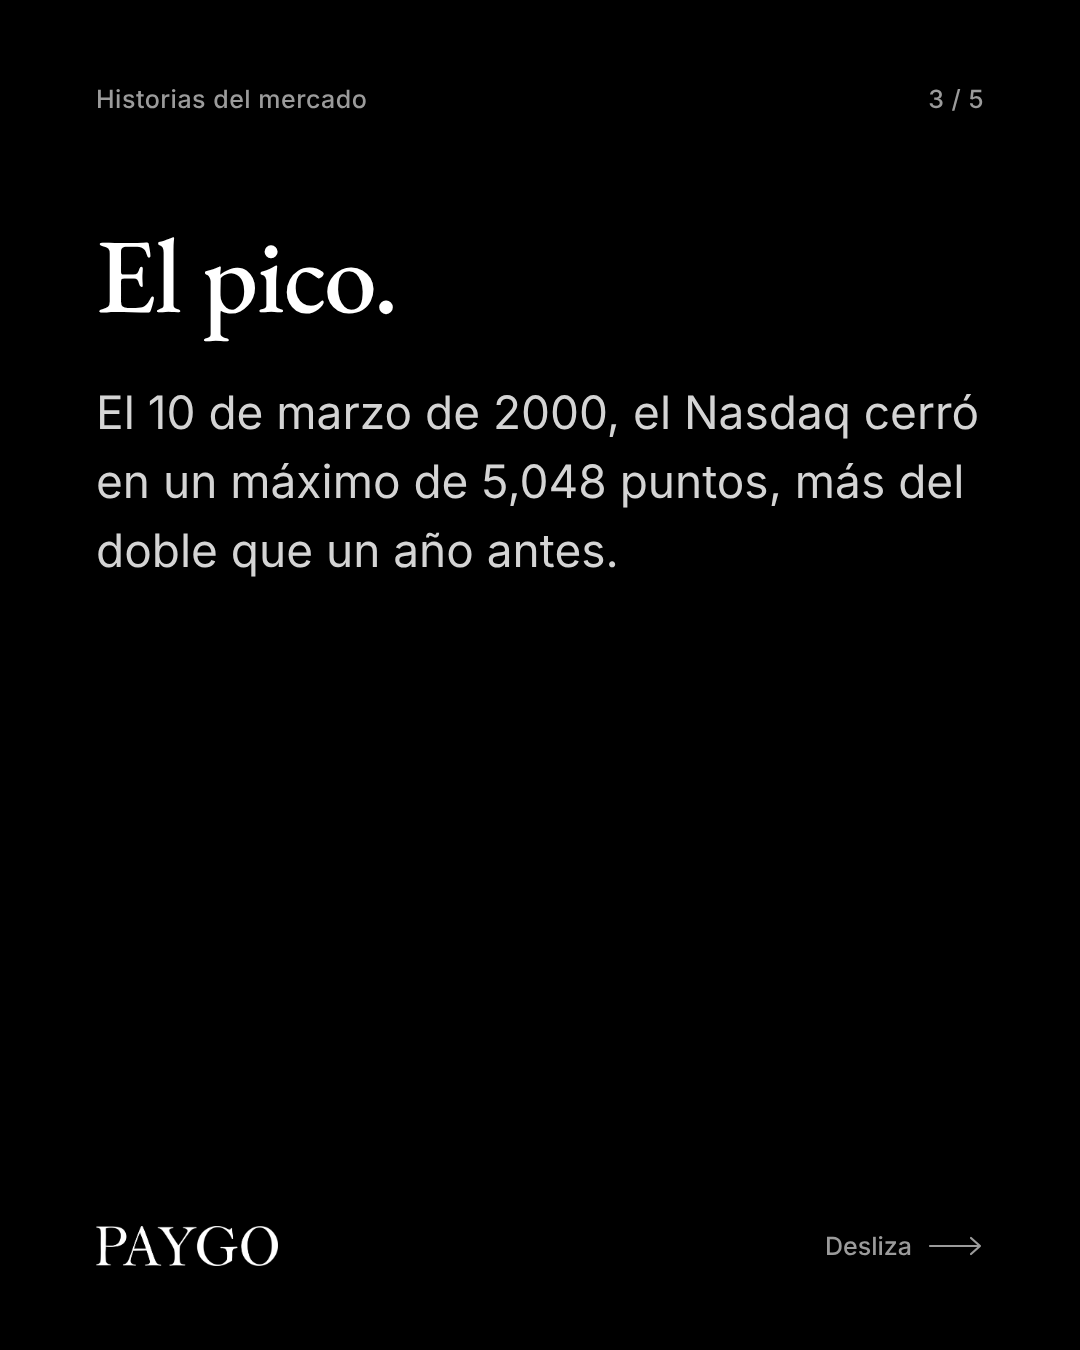 Historias del mercado
3 / 5
El pico.
El 10 de marzo de 2000, el Nasdaq cerró
en un máximo de 5,048 puntos, más del
doble que un año antes.
PAYGO
Desliza